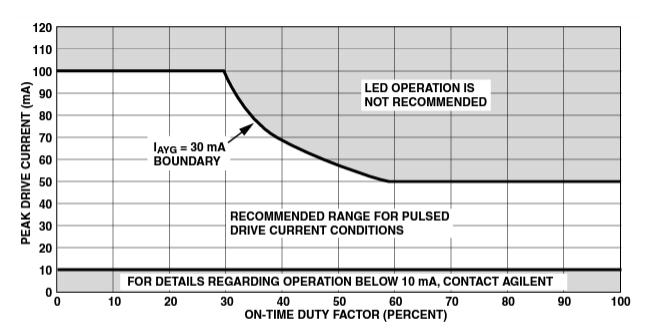 PEAK DRIVE CURRENT (mA)
120
110
100
90
80
70
60
50
40
30
20
10
0
LED OPERATION IS
NOT RECOMMENDED
IAYG = 30 mA
BOUNDARY
RECOMMENDED RANGE FOR PULSED
DRIVE CURRENT CONDITIONS
FOR DETAILS REGARDING OPERATION BELOW 10 mA, CONTACT AGILENT
0 10 20 30 40 50 60 70 80 90 100
ON-TIME DUTY FACTOR (PERCENT)